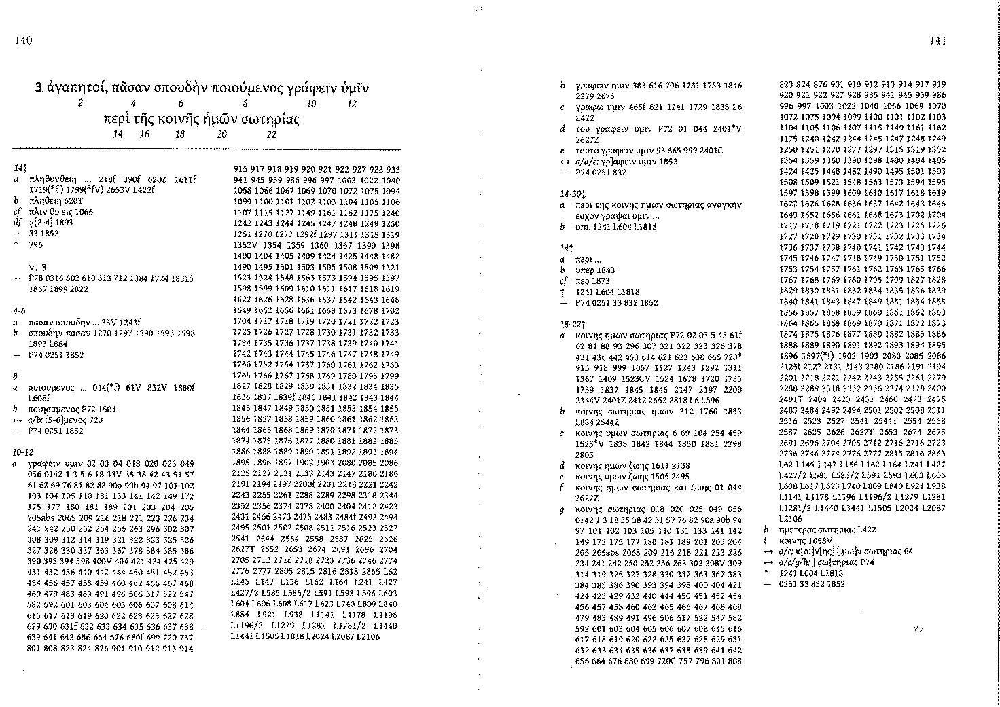 140
3 ἀγαπητοί, πᾶσαν σπουδὴν ποιούμενος γράφειν ὑμῖν
2 4 6 8 10 12
περὶ τῆς κοινῆς ἡμῶν σωτηρίας
14 16 18 20 22
14↑
a πληθυνθειη ... 218f 390f 620Z 1611f
1719(*f) 1799(*fV) 2653V L422f
b πληθειη 620T
cf πλιν θυ εις 1066
df η[2-4] 1893
– 33 1852
↑ 796
v. 3
– P78 0316 602 610 613 712 1384 1724 1831S
1867 1899 2822
4-6
a πασαν σπουδην ... 33V 1243f
b σπουδην πασαν 1270 1297 1390 1595 1598
1893 L884
– P74 0251 1852
8
a ποιουμενος ... 044(*f) 61V 832V 1880f
L608f
b ποιησαμενος P72 1501
↔ a/b: [5-6]μενος 720
– P74 0251 1852
10-12
a γραφειν υμιν 02 03 04 018 020 025 049
056 0142 1 3 5 6 18 33V 35 38 42 43 51 57
61 62 69 76 81 82 88 90a 90b 94 97 101 102
103 104 105 110 131 133 141 142 149 172
175 177 180 181 189 201 203 204 205
205abs 206S 209 216 218 221 223 226 234
241 242 250 252 254 256 263 296 302 307
308 309 312 314 319 321 322 323 325 326
327 328 330 337 363 367 378 384 385 386
390 393 394 398 400V 404 421 424 425 429
431 432 436 440 442 444 450 451 452 453
454 456 457 458 459 460 462 466 467 468
469 479 483 489 491 496 506 517 522 547
582 592 601 603 604 605 606 607 608 614
615 617 618 619 620 622 623 625 627 628
629 630 631f 632 633 634 635 636 637 638
639 641 642 656 664 676 680f 699 720 757
801 808 823 824 876 901 910 912 913 914
915 917 918 919 920 921 922 927 928 935
941 945 959 986 996 997 1003 1022 1040
1058 1066 1067 1069 1070 1072 1075 1094
1099 1100 1101 1102 1103 1104 1105 1106
1107 1115 1127 1149 1161 1162 1175 1240
1242 1243 1244 1245 1247 1248 1249 1250
1251 1270 1277 1292f 1297 1311 1315 1319
1352V 1354 1359 1360 1367 1390 1398
1400 1404 1405 1409 1424 1425 1448 1482
1490 1495 1501 1503 1505 1508 1509 1521
1523 1524 1548 1563 1573 1594 1595 1597
1598 1599 1609 1610 1611 1617 1618 1619
1622 1626 1628 1636 1637 1642 1643 1646
1649 1652 1656 1661 1668 1673 1678 1702
1704 1717 1718 1719 1720 1721 1722 1723
1725 1726 1727 1728 1730 1731 1732 1733
1734 1735 1736 1737 1738 1739 1740 1741
1742 1743 1744 1745 1746 1747 1748 1749
1750 1752 1754 1757 1760 1761 1762 1763
1765 1766 1767 1768 1769 1780 1795 1799
1827 1828 1829 1830 1831 1832 1834 1835
1836 1837 1839f 1840 1841 1842 1843 1844
1845 1847 1849 1850 1851 1853 1854 1855
1856 1857 1858 1859 1860 1861 1862 1863
1864 1865 1868 1869 1870 1871 1872 1873
1874 1875 1876 1877 1880 1881 1882 1885
1886 1888 1889 1890 1891 1892 1893 1894
1895 1896 1897 1902 1903 2080 2085 2086
2125 2127 2131 2138 2143 2147 2180 2186
2191 2194 2197 2200f 2201 2218 2221 2242
2243 2255 2261 2288 2289 2298 2318 2344
2352 2356 2374 2378 2400 2404 2412 2423
2431 2466 2473 2475 2483 2484f 2492 2494
2495 2501 2502 2508 2511 2516 2523 2527
2541 2544 2554 2558 2587 2625 2626
2627T 2652 2653 2674 2691 2696 2704
2705 2712 2716 2718 2723 2736 2746 2774
2776 2777 2805 2815 2816 2818 2865 L62
L145 L147 L156 L162 L164 L241 L427
L427/2 L585 L585/2 L591 L593 L596 L603
L604 L606 L608 L617 L623 L740 L809 L840
L884 L921 L938 L1141 L1178 L1196
L1196/2 L1279 L1281 L1281/2 L1440
L1441 L1505 L1818 L2024 L2087 L2106
141
b γραφειν ημιν 383 616 796 1751 1753 1846
2279 2675
c γραφω υμιν 465f 621 1241 1729 1838 L6
L422
d του γραφειν υμιν P72 01 044 2401*V
2627Z
e τουτο γραφειν υμιν 93 665 999 2401C
↔ a/d/e: γρ]αφειν υμιν 1852
– P74 0251 832
14-30↓
a περι της κοινης ημων σωτηριας αναγκην
εσχον γραψαι υμιν ...
b om. 1241 L604 L1818
14↑
a περι ...
b υπερ 1843
cf περ 1873
↑ 1241 L604 L1818
– P74 0251 33 832 1852
18-22↑
a κοινης ημων σωτηριας P72 02 03 5 43 61f
62 81 88 93 296 307 321 322 323 326 378
431 436 442 453 614 621 623 630 665 720*
915 918 999 1067 1127 1243 1292 1311
1367 1409 1523CV 1524 1678 1720 1735
1739 1837 1845 1846 2147 2197 2200
2344V 2401Z 2412 2652 2818 L6 L596
b κοινης σωτηριας ημων 312 1760 1853
L884 2544Z
c κοινης υμων σωτηριας 6 69 104 254 459
1523*V 1838 1842 1844 1850 1881 2298
2805
d κοινης ημων ζωης 1611 2138
e κοινης υμων ζωης 1505 2495
f κοινης ημων σωτηριας και ζωης 01 044
2627Z
g κοινης σωτηριας 018 020 025 049 056
0142 1 3 18 35 38 42 51 57 76 82 90a 90b 94
97 101 102 103 105 110 131 133 141 142
149 172 175 177 180 181 189 201 203 204
205 205abs 206S 209 216 218 221 223 226
234 241 242 250 252 256 263 302 308V 309
314 319 325 327 328 330 337 363 367 383
384 385 386 390 393 394 398 400 404 421
424 425 429 432 440 444 450 451 452 454
456 457 458 460 462 465 466 467 468 469
479 483 489 491 496 506 517 522 547 582
592 601 603 604 605 606 607 608 615 616
617 618 619 620 622 625 627 628 629 631
632 633 634 635 636 637 638 639 641 642
656 664 676 680 699 720C 757 796 801 808
823 824 876 901 910 912 913 914 917 919
920 921 922 927 928 935 941 945 959 986
996 997 1003 1022 1040 1066 1069 1070
1072 1075 1094 1099 1100 1101 1102 1103
1104 1105 1106 1107 1115 1149 1161 1162
1175 1240 1242 1244 1245 1247 1248 1249
1250 1251 1270 1277 1297 1315 1319 1352
1354 1359 1360 1390 1398 1400 1404 1405
1424 1425 1448 1482 1490 1495 1501 1503
1508 1509 1521 1548 1563 1573 1594 1595
1597 1598 1599 1609 1610 1617 1618 1619
1622 1626 1628 1636 1637 1642 1643 1646
1649 1652 1656 1661 1668 1673 1702 1704
1717 1718 1719 1721 1722 1723 1725 1726
1727 1728 1729 1730 1731 1732 1733 1734
1736 1737 1738 1740 1741 1742 1743 1744
1745 1746 1747 1748 1749 1750 1751 1752
1753 1754 1757 1761 1762 1763 1765 1766
1767 1768 1769 1780 1795 1799 1827 1828
1829 1830 1831 1832 1834 1835 1836 1839
1840 1841 1843 1847 1849 1851 1854 1855
1856 1857 1858 1859 1860 1861 1862 1863
1864 1865 1868 1869 1870 1871 1872 1873
1874 1875 1876 1877 1880 1882 1885 1886
1888 1889 1890 1891 1892 1893 1894 1895
1896 1897(*f) 1902 1903 2080 2085 2086
2125f 2127 2131 2143 2180 2186 2191 2194
2201 2218 2221 2242 2243 2255 2261 2279
2288 2289 2318 2352 2356 2374 2378 2400
2401T 2404 2423 2431 2466 2473 2475
2483 2484 2492 2494 2501 2502 2508 2511
2516 2523 2527 2541 2544T 2554 2558
2587 2625 2626 2627T 2653 2674 2675
2691 2696 2704 2705 2712 2716 2718 2723
2736 2746 2774 2776 2777 2815 2816 2865
L62 L145 L147 L156 L162 L164 L241 L427
L427/2 L585 L585/2 L591 L593 L603 L606
L608 L617 L623 L740 L809 L840 L921 L938
L1141 L1178 L1196 L1196/2 L1279 L1281
L1281/2 L1440 L1441 L1505 L2024 L2087
L2106
h ημετερας σωτηριας L422
i κοινης 1058V
↔ a/c: κ[οι]ν[ης] [.μω]ν σωτηριας 04
↔ a/c/g/h: ] σω[τηριας P74
↑ 1241 L604 L1818
– 0251 33 832 1852